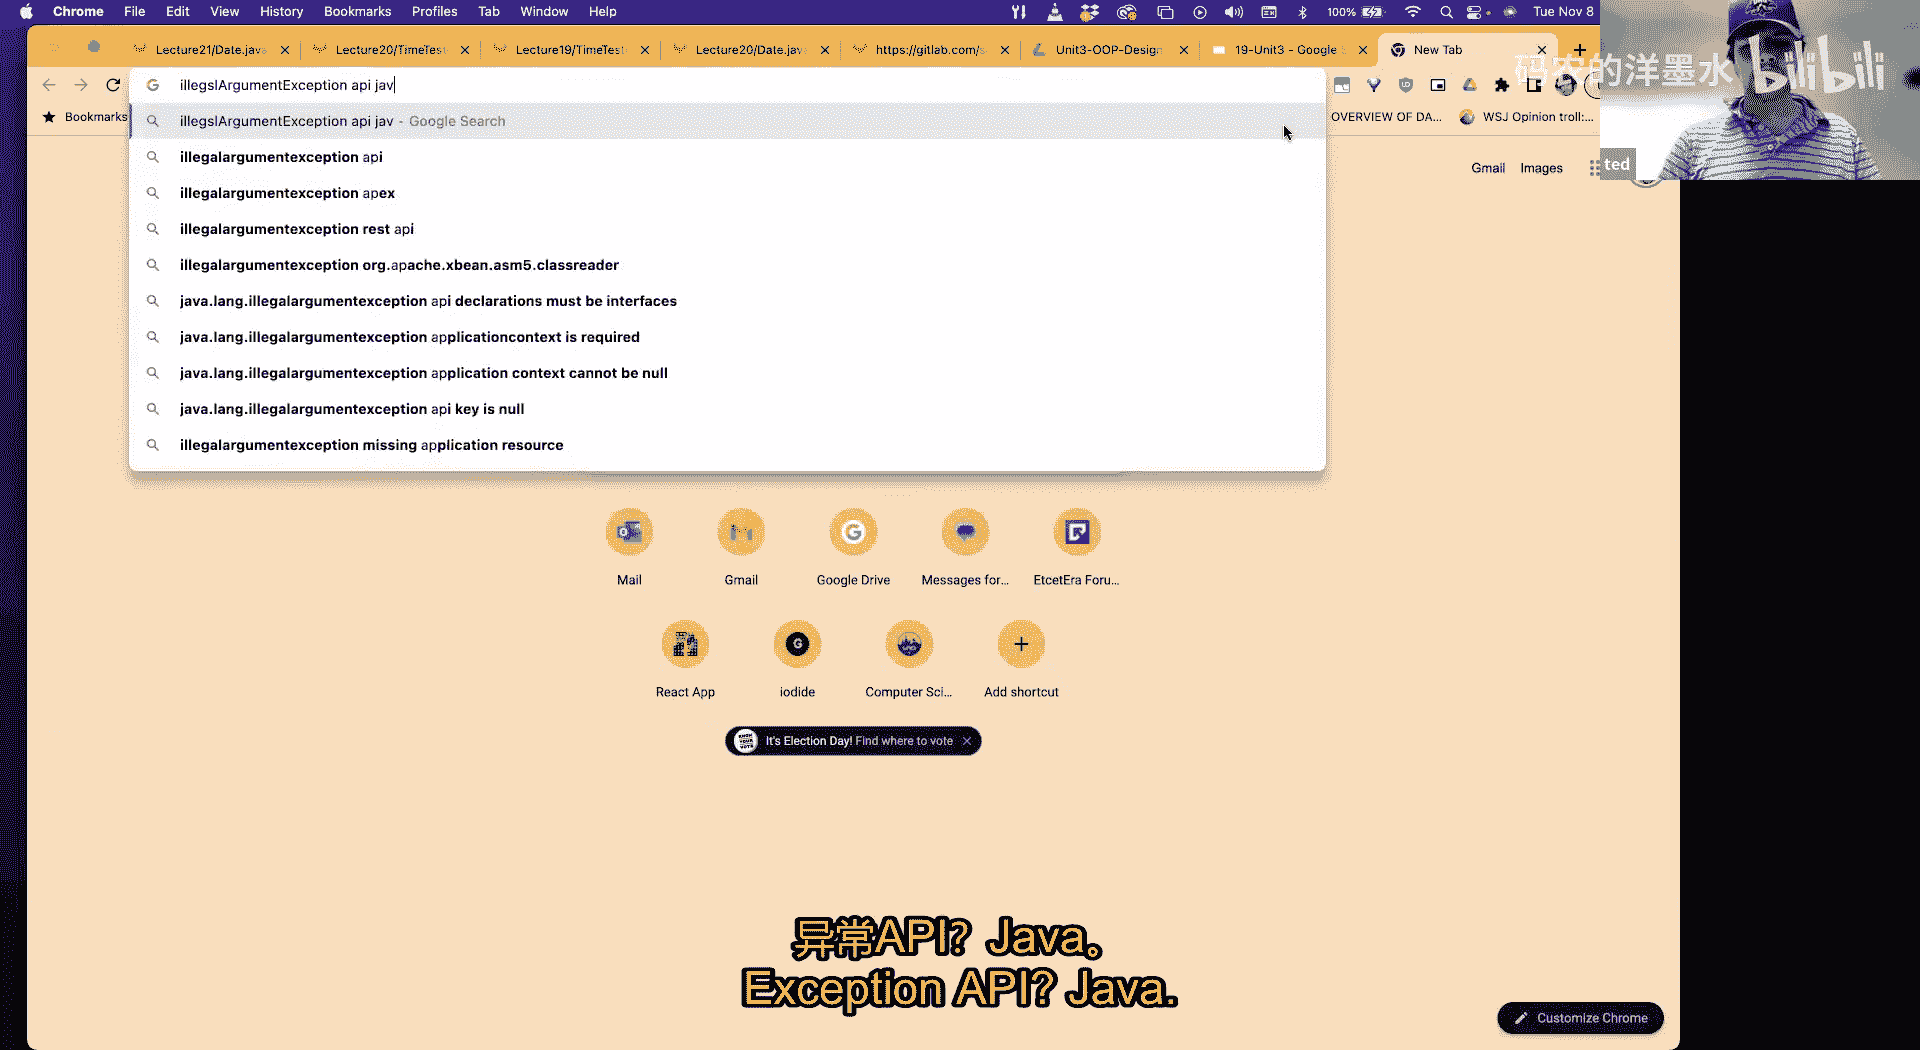 Chrome File Edit View History Bookmarks Profiles Tab Window Help 100% Tue Nov 8
Lecture21/Date.java Lecture20/TimeTest Lecture19/TimeTest Lecture20/Date.java https://gitlab.com/s Unit3-OOP-Design 19-Unit3 - Google New Tab
码农的洋墨水 bilibili
illegslArgumentException api jav
Bookmarks OVERVIEW OF DA... WSJ Opinion troll:...
illegslArgumentException api jav - Google Search
illegalargumentexception api
Gmail Images ted
illegalargumentexception apex
illegalargumentexception rest api
illegalargumentexception org.apache.xbean.asm5.classreader
java.lang.illegalargumentexception api declarations must be interfaces
java.lang.illegalargumentexception applicationcontext is required
java.lang.illegalargumentexception application context cannot be null
java.lang.illegalargumentexception api key is null
illegalargumentexception missing application resource
Mail Gmail Google Drive Messages for... EtcetEra Foru...
React App iodide Computer Sci... Add shortcut
It's Election Day! Find where to vote
异常API？Java。
Exception API? Java.
Customize Chrome